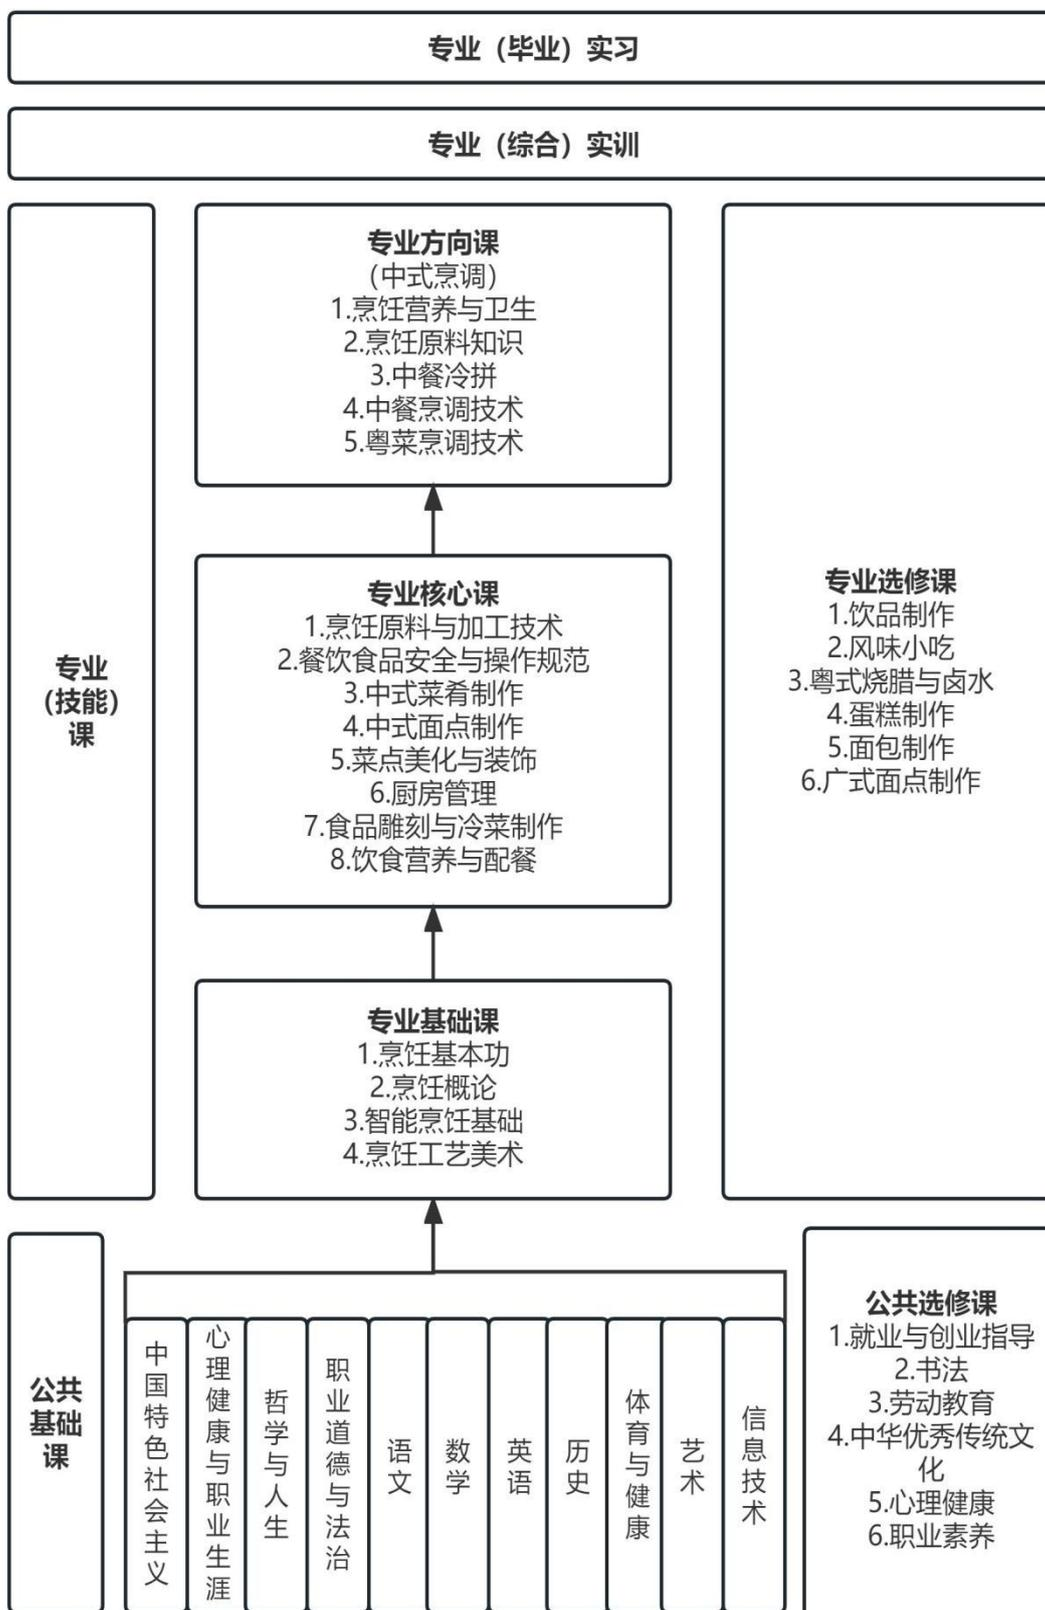 专业（毕业）实习
专业（综合）实训
专业
（技能）
课
专业方向课
（中式烹调）
1.烹饪营养与卫生
2.烹饪原料知识
3.中餐冷拼
4.中餐烹调技术
5.粤菜烹调技术
专业核心课
1.烹饪原料与加工技术
2.餐饮食品安全与操作规范
3.中式菜肴制作
4.中式面点制作
5.菜点美化与装饰
6.厨房管理
7.食品雕刻与冷菜制作
8.饮食营养与配餐
专业基础课
1.烹饪基本功
2.烹饪概论
3.智能烹饪基础
4.烹饪工艺美术
专业选修课
1.饮品制作
2.风味小吃
3.粤式烧腊与卤水
4.蛋糕制作
5.面包制作
6.广式面点制作
公共
基础
课
中国特色社会主义
心理健康与职业生涯
哲学与人生
职业道德与法治
语文
数学
英语
历史
体育与健康
艺术
信息技术
公共选修课
1.就业与创业指导
2.书法
3.劳动教育
4.中华优秀传统文
化
5.心理健康
6.职业素养